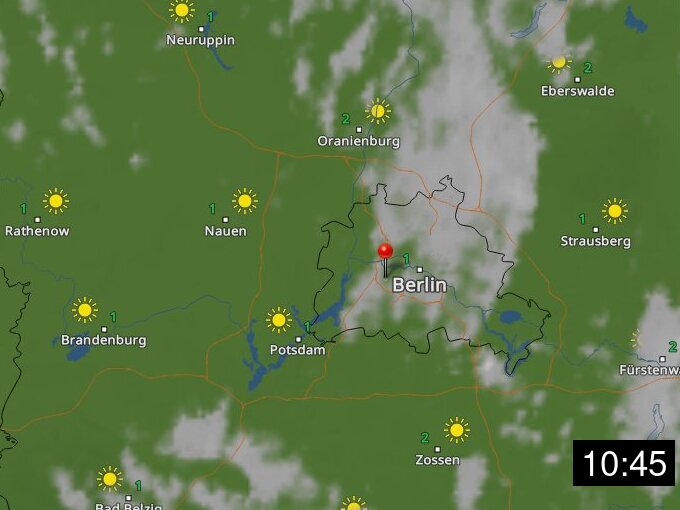 1
Neuruppin
2
Eberswalde
2
Oranienburg
1
Rathenow
1
Nauen
1
Strausberg
1
Berlin
1
Brandenburg
1
Potsdam
2
2
Zossen
10:45
1
Bad Belzig